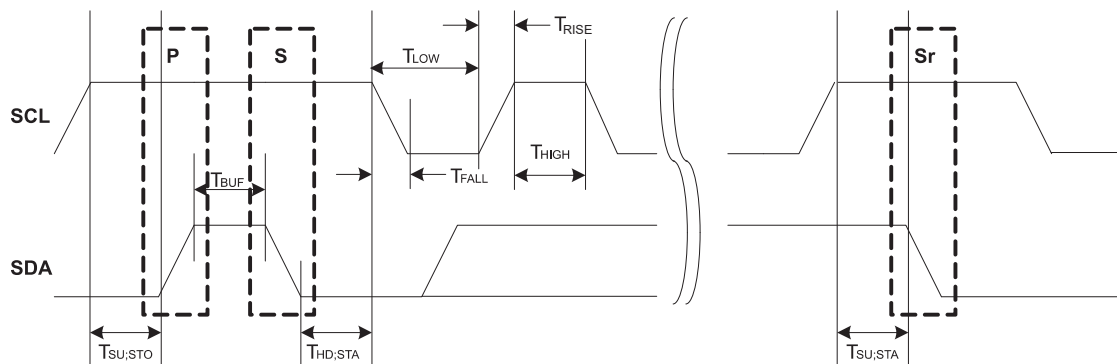 TRISE
P
S
TLOW
Sr
SCL
THIGH
TBUF
TFALL
SDA
TSU;STO
THD;STA
TSU;STA